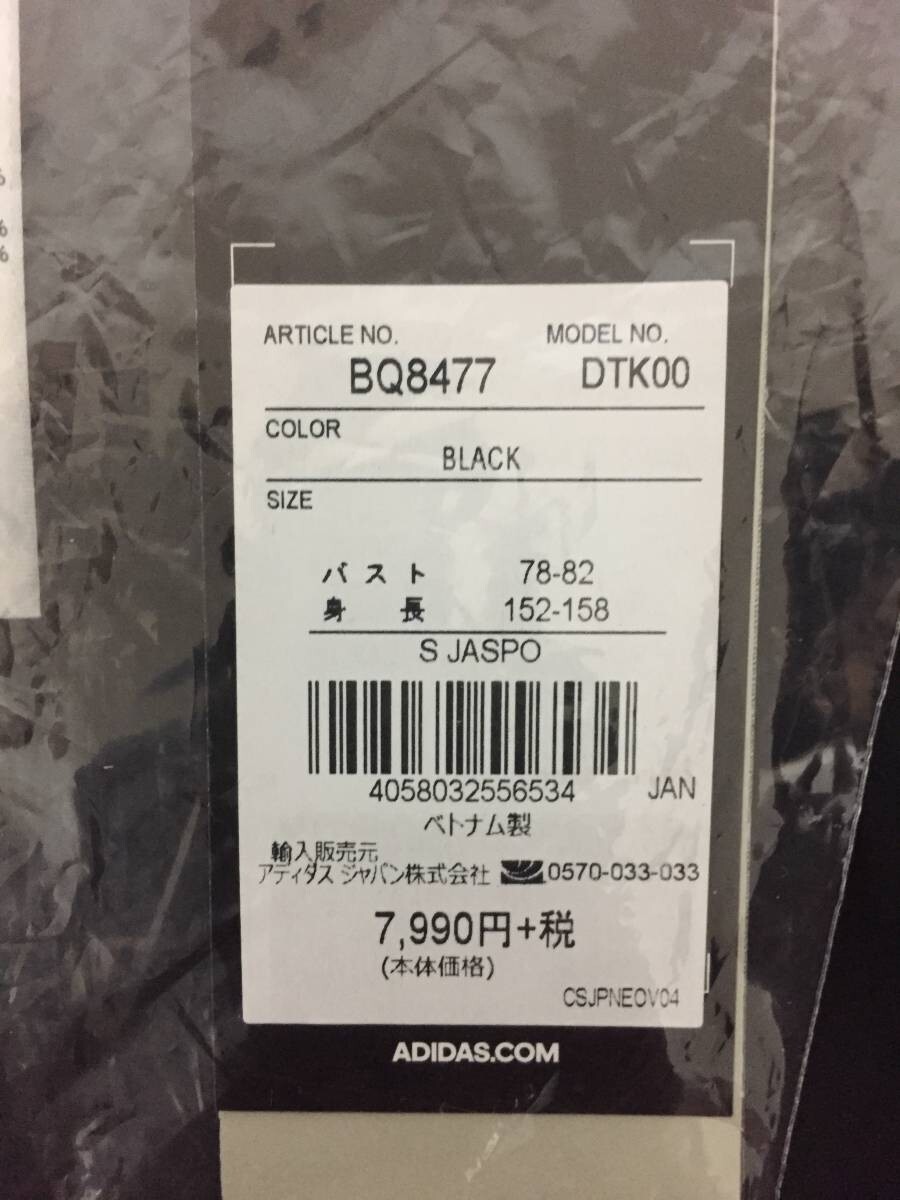 ARTICLE NO. MODEL NO.
BQ8477 DTK00
COLOR
BLACK
SIZE
バスト 78-82
身長 152-158
S JASPO
4058032556534 JAN
ベトナム製
輸入販売元
アディダス ジャパン株式会社 0570-033-033
7,990円+税
(本体価格)
CSJPNEOV04
ADIDAS.COM
%
%
%